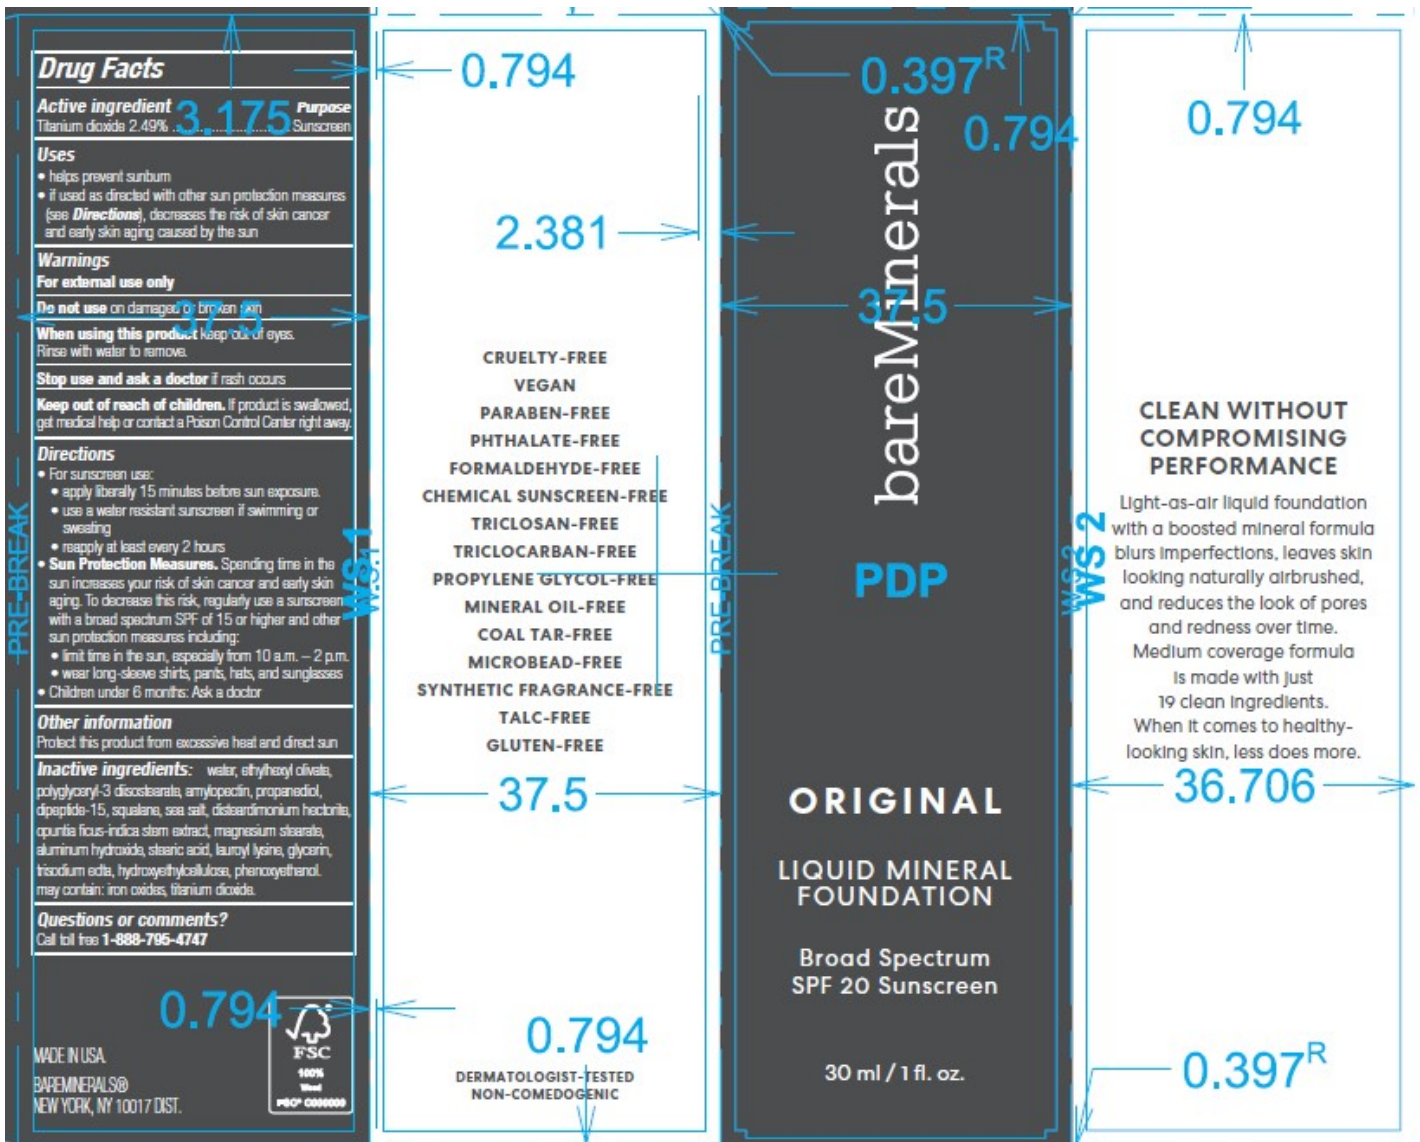 Drug Facts
Active ingredient Purpose
Titanium dioxide 2.49% ............................ Sunscreen
3.175
Uses
• helps prevent sunburn
• if used as directed with other sun protection measures
(see Directions), decreases the risk of skin cancer
and early skin aging caused by the sun
Warnings
For external use only
Do not use on damaged or broken skin
37.5
When using this product keep out of eyes.
Rinse with water to remove.
Stop use and ask a doctor if rash occurs
Keep out of reach of children. If product is swallowed,
get medical help or contact a Poison Control Center right away.
Directions
• For sunscreen use:
• apply liberally 15 minutes before sun exposure.
• use a water resistant sunscreen if swimming or
sweating
• reapply at least every 2 hours
• Sun Protection Measures. Spending time in the
sun increases your risk of skin cancer and early skin
aging. To decrease this risk, regularly use a sunscreen
with a broad spectrum SPF of 15 or higher and other
sun protection measures including:
• limit time in the sun, especially from 10 a.m. – 2 p.m.
• wear long-sleeve shirts, pants, hats, and sunglasses
• Children under 6 months: Ask a doctor
Other information
Protect this product from excessive heat and direct sun
Inactive ingredients: water, ethylhexyl olivate,
polyglyceryl-3 diisostearate, amylopectin, propanediol,
dipeptide-15, squalane, sea salt, disteardimonium hectorite,
opuntia ficus-indica stem extract, magnesium stearate,
aluminum hydroxide, stearic acid, lauroyl lysine, glycerin,
trisodium edta, hydroxyethylcellulose, phenoxyethanol.
may contain: iron oxides, titanium dioxide.
Questions or comments?
Call toll free 1-888-795-4747
0.794
FSC
100%
Wood
FSC® C000000
MADE IN USA.
BAREMINERALS®
NEW YORK, NY 10017 DIST.
PRE-BREAK
WS 1
W.S.1
0.794
2.381
CRUELTY-FREE
VEGAN
PARABEN-FREE
PHTHALATE-FREE
FORMALDEHYDE-FREE
CHEMICAL SUNSCREEN-FREE
TRICLOSAN-FREE
TRICLOCARBAN-FREE
PROPYLENE GLYCOL-FREE
MINERAL OIL-FREE
COAL TAR-FREE
MICROBEAD-FREE
SYNTHETIC FRAGRANCE-FREE
TALC-FREE
GLUTEN-FREE
37.5
0.794
DERMATOLOGIST-TESTED
NON-COMEDOGENIC
PRE-BREAK
0.397R
0.794
bareMinerals
37.5
PDP
ORIGINAL
LIQUID MINERAL
FOUNDATION
Broad Spectrum
SPF 20 Sunscreen
30 ml / 1 fl. oz.
W.S.2
WS 2
0.794
CLEAN WITHOUT
COMPROMISING
PERFORMANCE
Light-as-air liquid foundation
with a boosted mineral formula
blurs imperfections, leaves skin
looking naturally airbrushed,
and reduces the look of pores
and redness over time.
Medium coverage formula
is made with just
19 clean ingredients.
When it comes to healthy-
looking skin, less does more.
36.706
0.397R